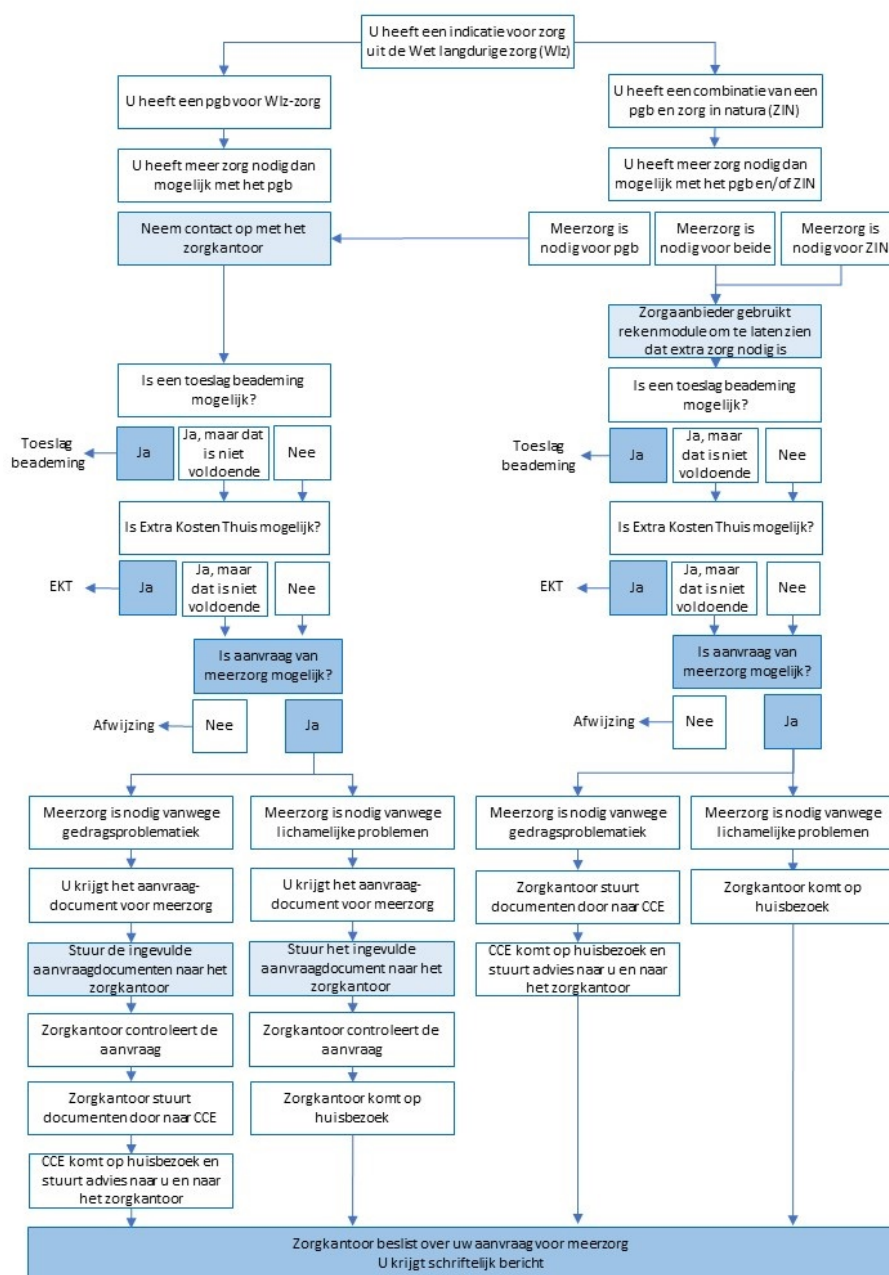 U heeft een indicatie voor zorg
uit de Wet langdurige zorg (Wlz)
U heeft een pgb voor Wlz-zorg
U heeft meer zorg nodig dan
mogelijk met het pgb
Neem contact op met het
zorgkantoor
Is een toeslag beademing
mogelijk?
Toeslag
beademing
Ja
Ja, maar dat
is niet
voldoende
Nee
Is Extra Kosten Thuis mogelijk?
EKT
Ja
Ja, maar
dat is niet
voldoende
Nee
Is aanvraag van
meerzorg mogelijk?
Afwijzing
Nee
Ja
Meerzorg is nodig vanwege
gedragsproblematiek
U krijgt het aanvraag-
document voor meerzorg
Stuur de ingevulde
aanvraagdocumenten naar het
zorgkantoor
Zorgkantoor controleert de
aanvraag
Zorgkantoor stuurt
documenten door naar CCE
CCE komt op huisbezoek en
stuurt advies naar u en naar
het zorgkantoor
Meerzorg is nodig vanwege
lichamelijke problemen
U krijgt het aanvraag-
document voor meerzorg
Stuur het ingevulde
aanvraagdocument naar het
zorgkantoor
Zorgkantoor controleert de
aanvraag
Zorgkantoor komt op
huisbezoek
U heeft een combinatie van een
pgb en zorg in natura (ZIN)
U heeft meer zorg nodig dan
mogelijk met het pgb en/of ZIN
Meerzorg is
nodig voor pgb
Meerzorg is
nodig voor beide
Meerzorg is
nodig voor ZIN
Zorgaanbieder gebruikt
rekenmodule om te laten zien
dat extra zorg nodig is
Is een toeslag beademing
mogelijk?
Toeslag
beademing
Ja
Ja, maar dat
is niet
voldoende
Nee
Is Extra Kosten Thuis mogelijk?
EKT
Ja
Ja, maar
dat is niet
voldoende
Nee
Is aanvraag van
meerzorg mogelijk?
Afwijzing
Nee
Ja
Meerzorg is nodig vanwege
gedragsproblematiek
Zorgkantoor stuurt
documenten door naar CCE
CCE komt op huisbezoek en
stuurt advies naar u en naar
het zorgkantoor
Meerzorg is nodig vanwege
lichamelijke problemen
Zorgkantoor komt op
huisbezoek
Zorgkantoor beslist over uw aanvraag voor meerzorg
U krijgt schriftelijk bericht